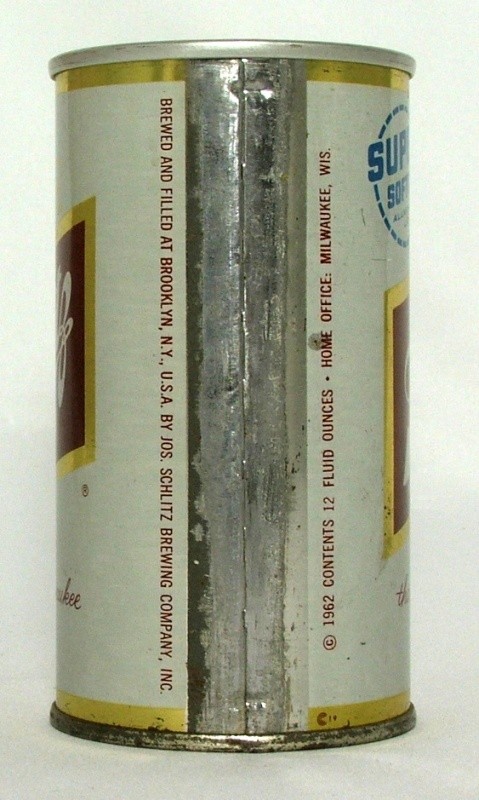 BREWED AND FILLED AT BROOKLYN, N.Y., U.S.A. BY JOS. SCHLITZ BREWING COMPANY, INC.
© 1962 CONTENTS 12 FLUID OUNCES • HOME OFFICE: MILWAUKEE, WIS.
®